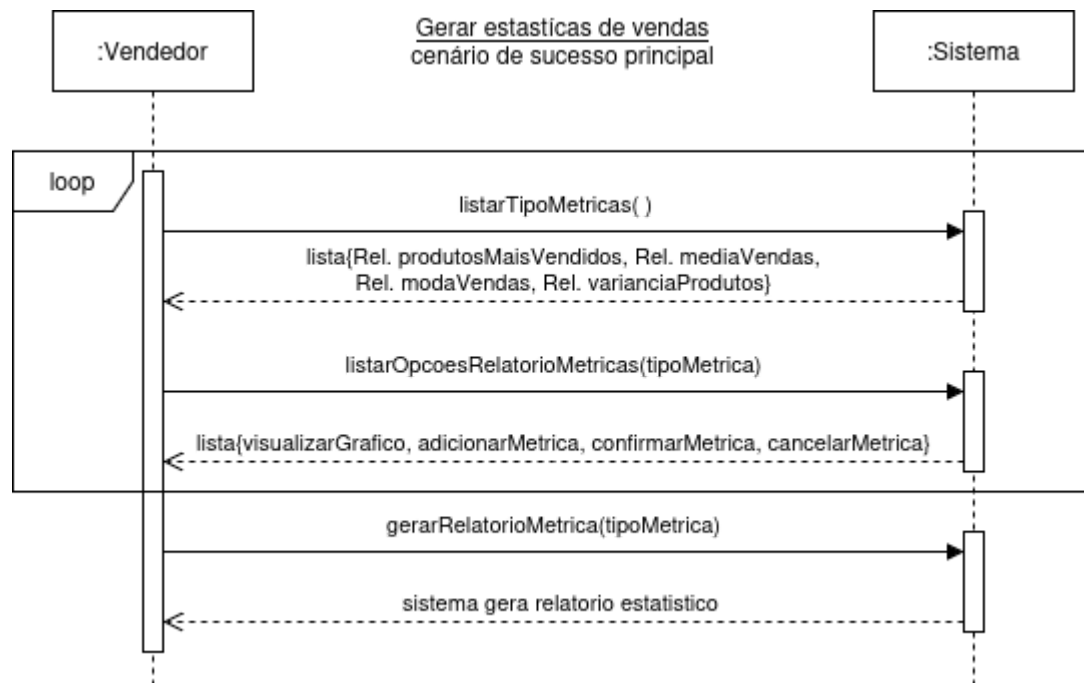 :Vendedor
Gerar estastícas de vendas
cenário de sucesso principal
:Sistema
loop
listarTipoMetricas( )
lista{Rel. produtosMaisVendidos, Rel. mediaVendas,
Rel. modaVendas, Rel. varianciaProdutos}
listarOpcoesRelatorioMetricas(tipoMetrica)
lista{visualizarGrafico, adicionarMetrica, confirmarMetrica, cancelarMetrica}
gerarRelatorioMetrica(tipoMetrica)
sistema gera relatorio estatistico